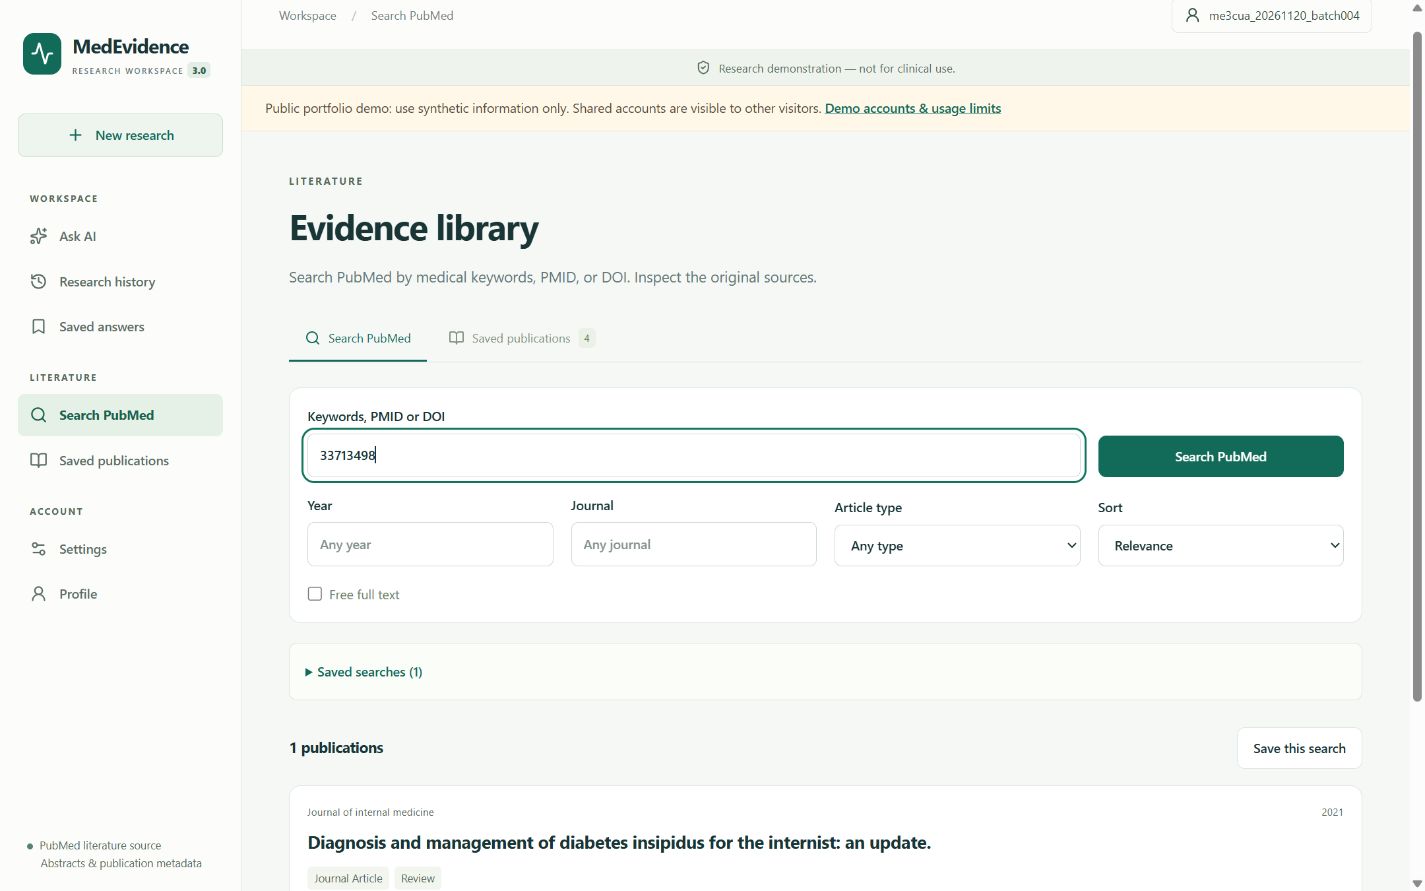 Workspace / Search PubMed
me3cua_20261120_batch004
MedEvidence
RESEARCH WORKSPACE 3.0
Research demonstration — not for clinical use.
Public portfolio demo: use synthetic information only. Shared accounts are visible to other visitors. Demo accounts & usage limits
New research
WORKSPACE
Ask AI
Research history
Saved answers
LITERATURE
Search PubMed
Saved publications
ACCOUNT
Settings
Profile
PubMed literature source
Abstracts & publication metadata
LITERATURE
Evidence library
Search PubMed by medical keywords, PMID, or DOI. Inspect the original sources.
Search PubMed
Saved publications 4
Keywords, PMID or DOI
33713498
Search PubMed
Year
Journal
Article type
Sort
Any year
Any journal
Any type
Relevance
Free full text
Saved searches (1)
1 publications
Save this search
Journal of internal medicine
2021
Diagnosis and management of diabetes insipidus for the internist: an update.
Journal Article
Review